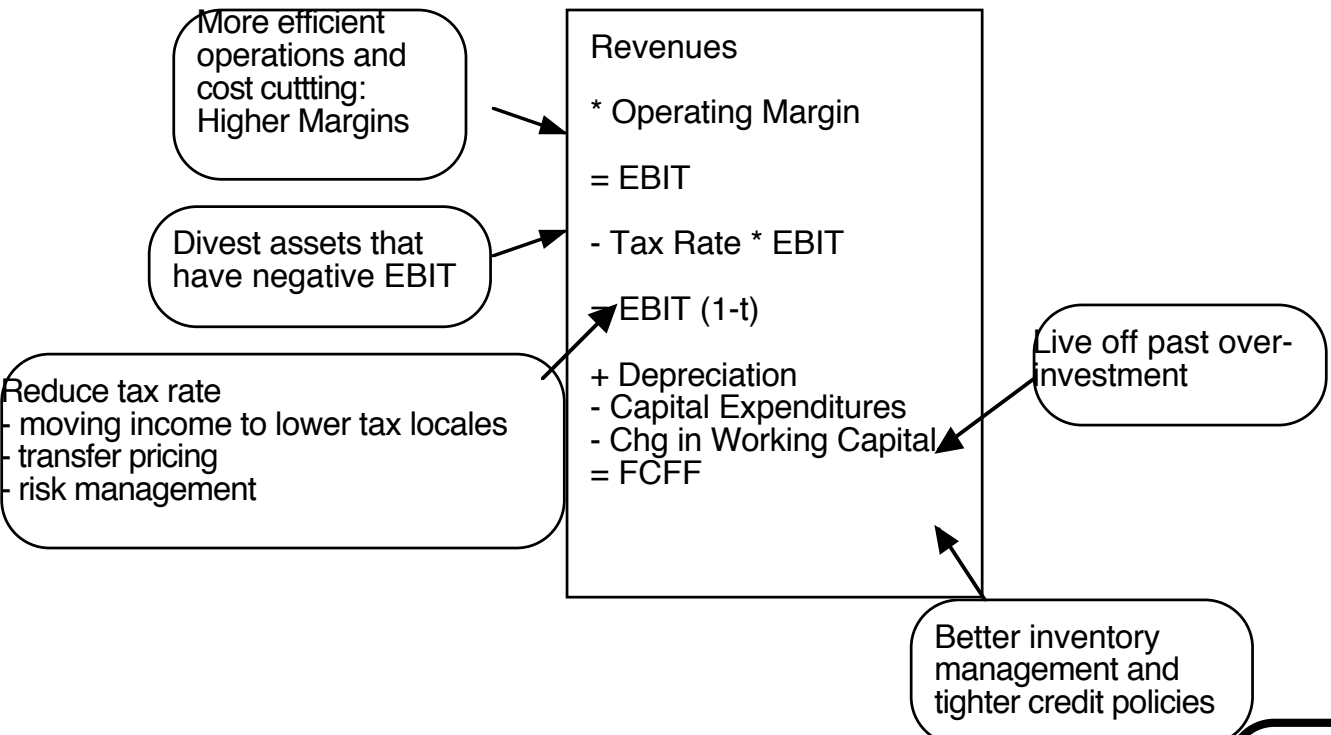 More efficient
operations and
cost cuttting:
Higher Margins
Divest assets that
have negative EBIT
Reduce tax rate
- moving income to lower tax locales
- transfer pricing
- risk management
Revenues
* Operating Margin
= EBIT
- Tax Rate * EBIT
= EBIT (1-t)
+ Depreciation
- Capital Expenditures
- Chg in Working Capital
= FCFF
Live off past over-
investment
Better inventory
management and
tighter credit policies